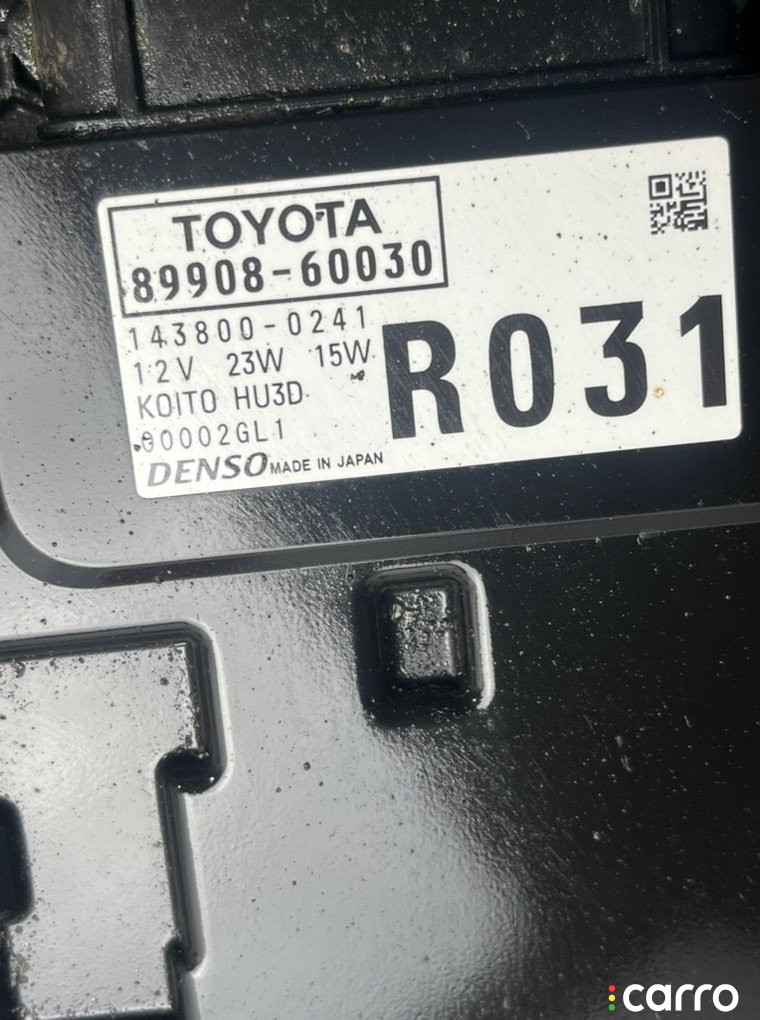 TOYOTA
89908-60030
143800-0241
12V 23W 15W
KOITO HU3D
00002GL1
DENSO MADE IN JAPAN
R031
carro